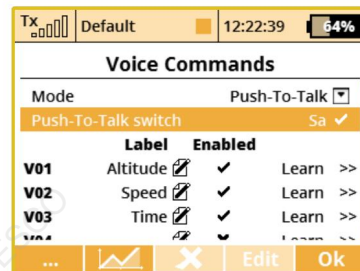 Tx Default 12:22:39 64%
Voice Commands
Mode Push-To-Talk
Push-To-Talk switch Sa
Label Enabled
V01 Altitude Learn >>
V02 Speed Learn >>
V03 Time Learn >>
... Edit Ok